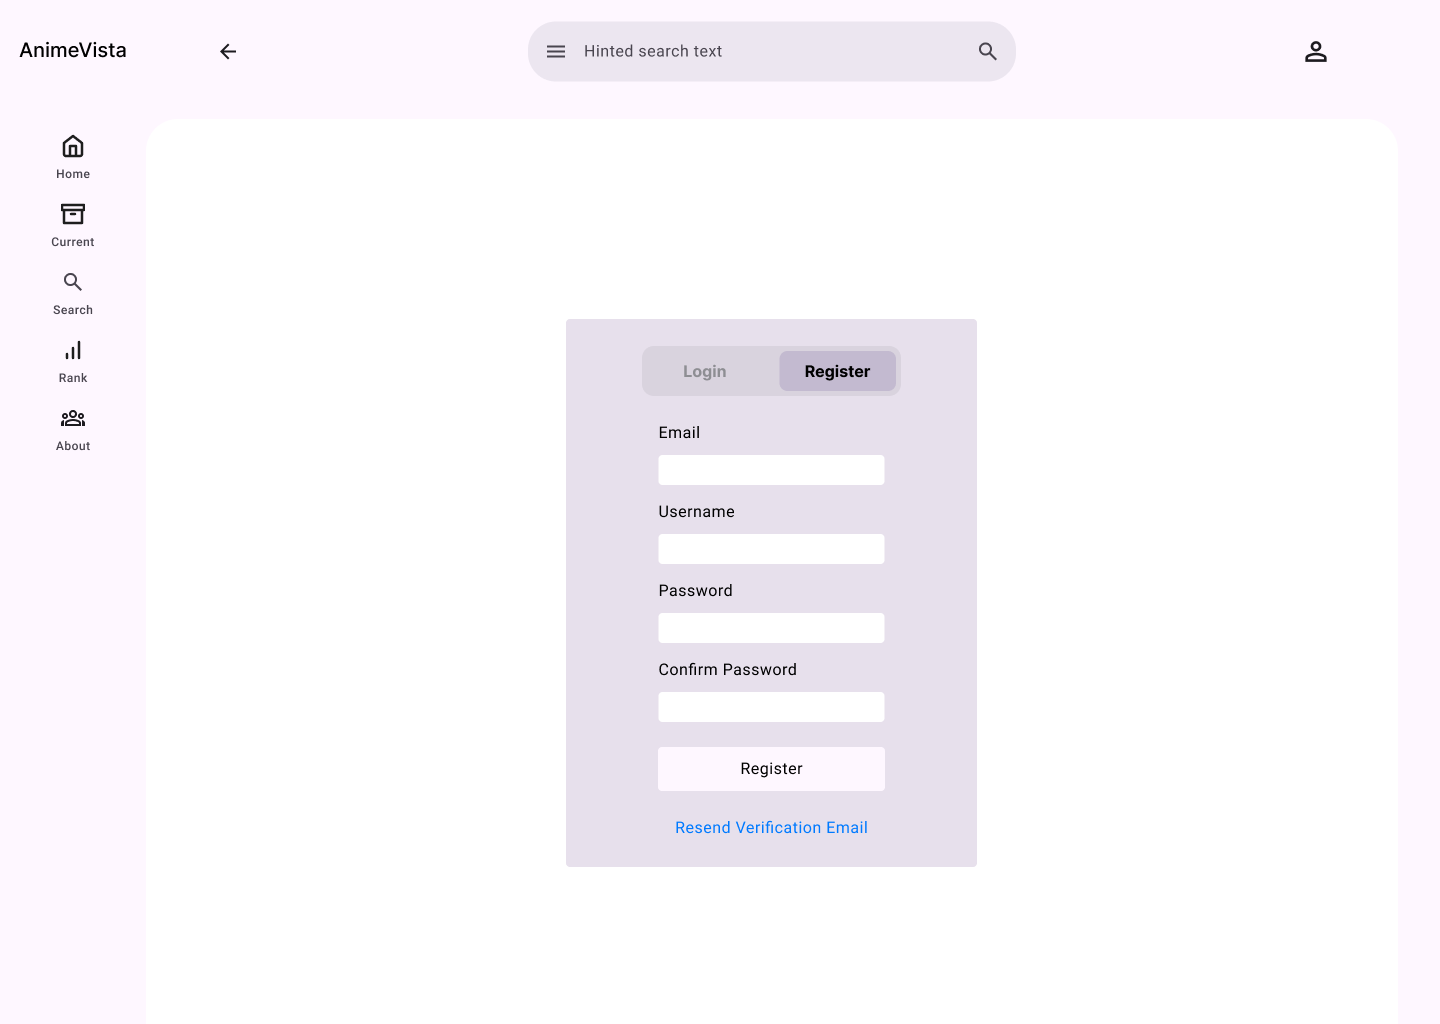 AnimeVista
Hinted search text
Home
Current
Search
Rank
About
Login
Register
Email
Username
Password
Confirm Password
Register
Resend Verification Email